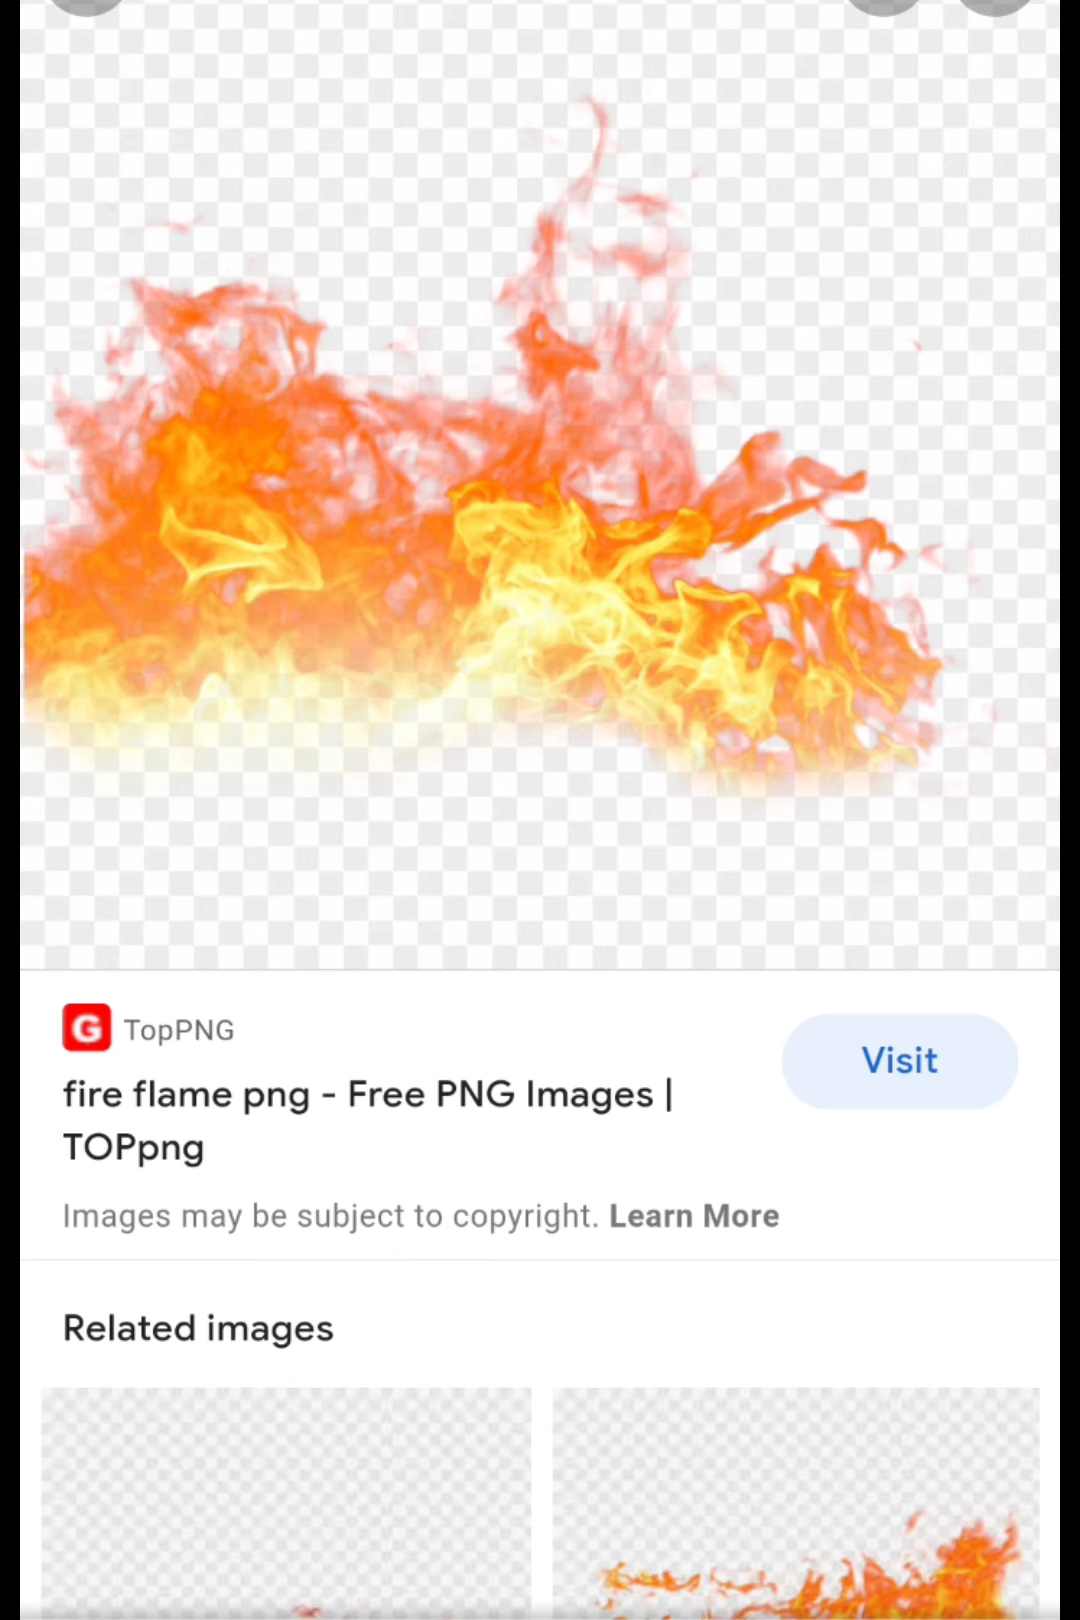 G TopPNG
Visit
fire flame png - Free PNG Images |
TOPpng
Images may be subject to copyright. Learn More
Related images